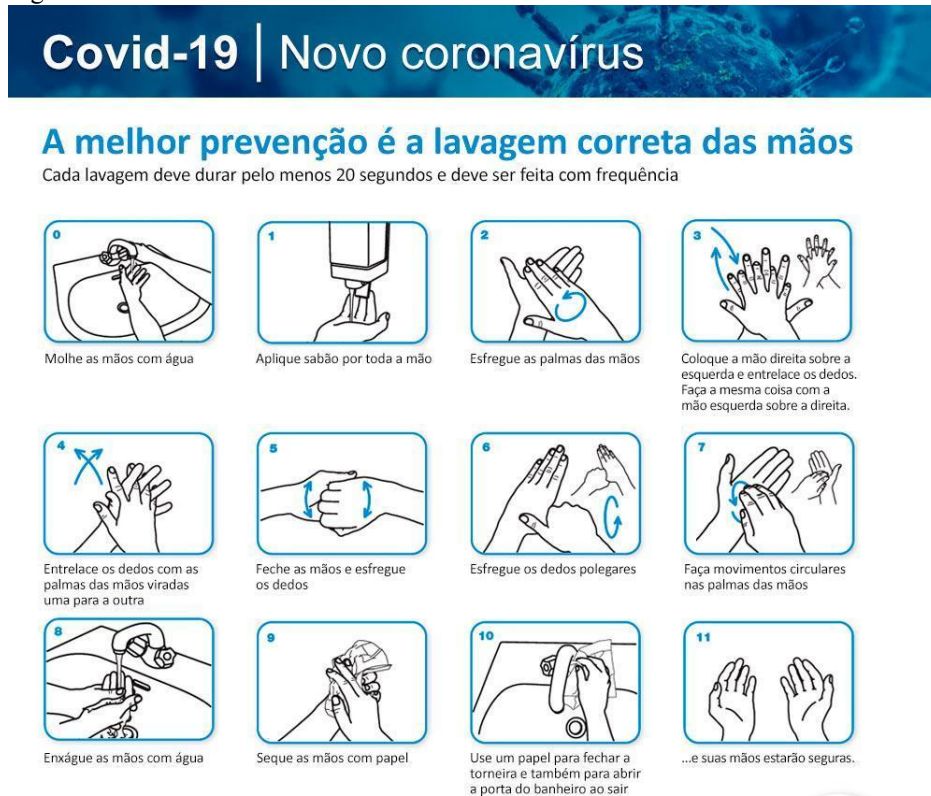 Covid-19 | Novo coronavírus
A melhor prevenção é a lavagem correta das mãos
Cada lavagem deve durar pelo menos 20 segundos e deve ser feita com frequência
0
Molhe as mãos com água
1
Aplique sabão por toda a mão
2
Esfregue as palmas das mãos
3
Coloque a mão direita sobre a
esquerda e entrelace os dedos.
Faça a mesma coisa com a
mão esquerda sobre a direita.
4
Entrelace os dedos com as
palmas das mãos viradas
uma para a outra
5
Feche as mãos e esfregue
os dedos
6
Esfregue os dedos polegares
7
Faça movimentos circulares
nas palmas das mãos
8
Enxágue as mãos com água
9
Seque as mãos com papel
10
Use um papel para fechar a
torneira e também para abrir
a porta do banheiro ao sair
11
...e suas mãos estarão seguras.